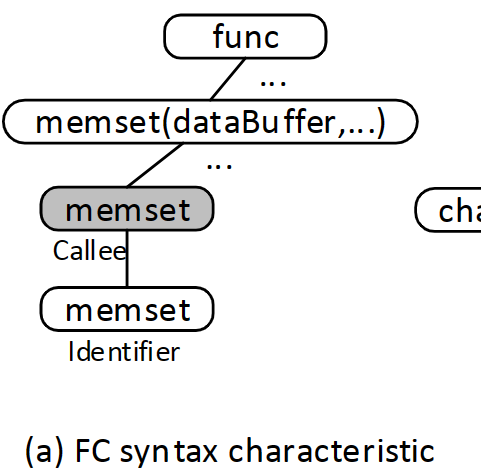 func
...
memset(dataBuffer,...)
...
memset
Callee
memset
Identifier
(a) FC syntax characteristic